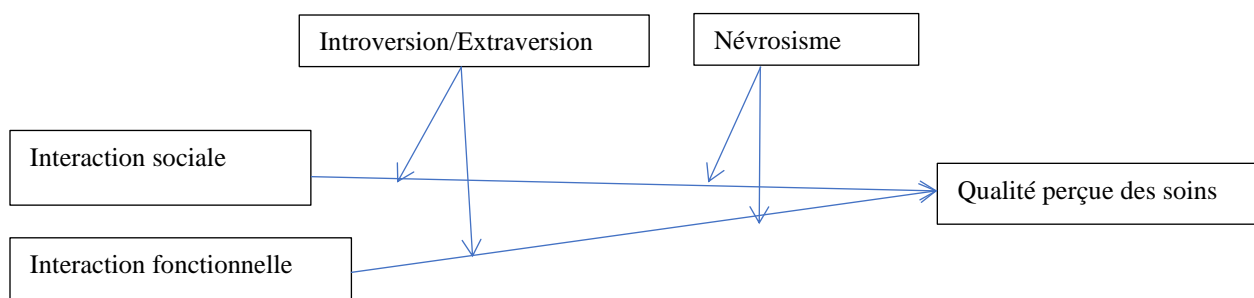 Introversion/Extraversion
Névrosisme
Interaction sociale
Qualité perçue des soins
Interaction fonctionnelle